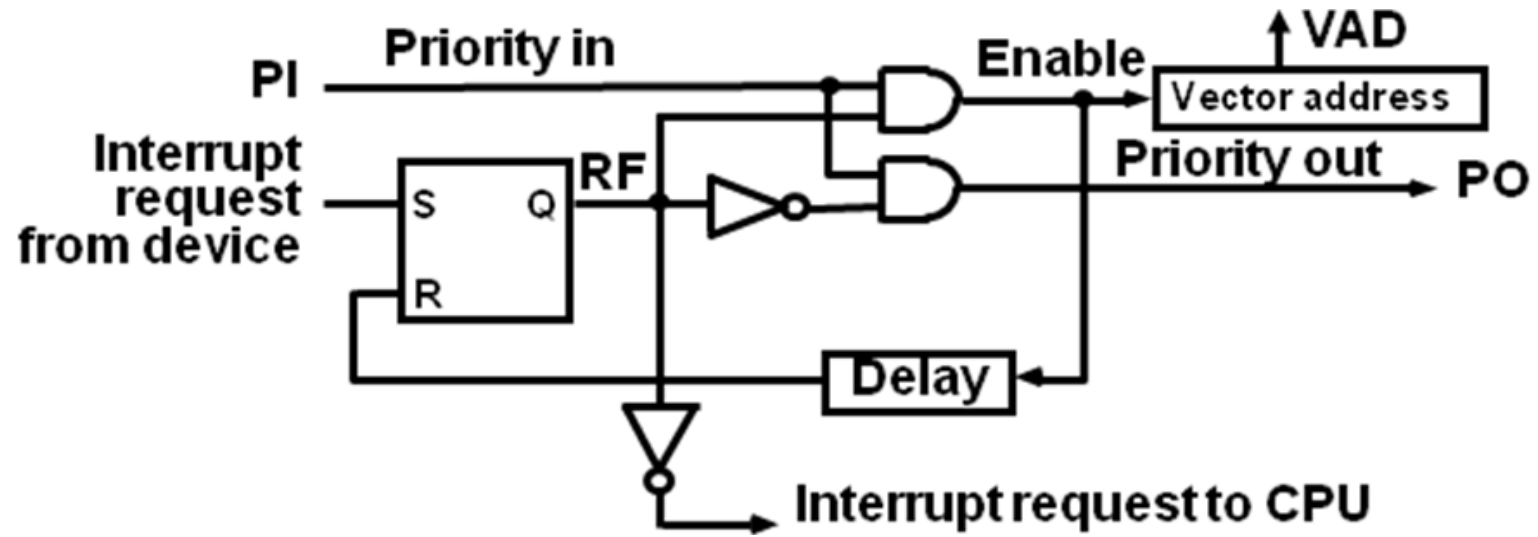 Priority in
PI
Enable
VAD
Vector address
Interrupt
request
from device
S
Q
RF
R
Priority out
PO
Delay
Interrupt request to CPU